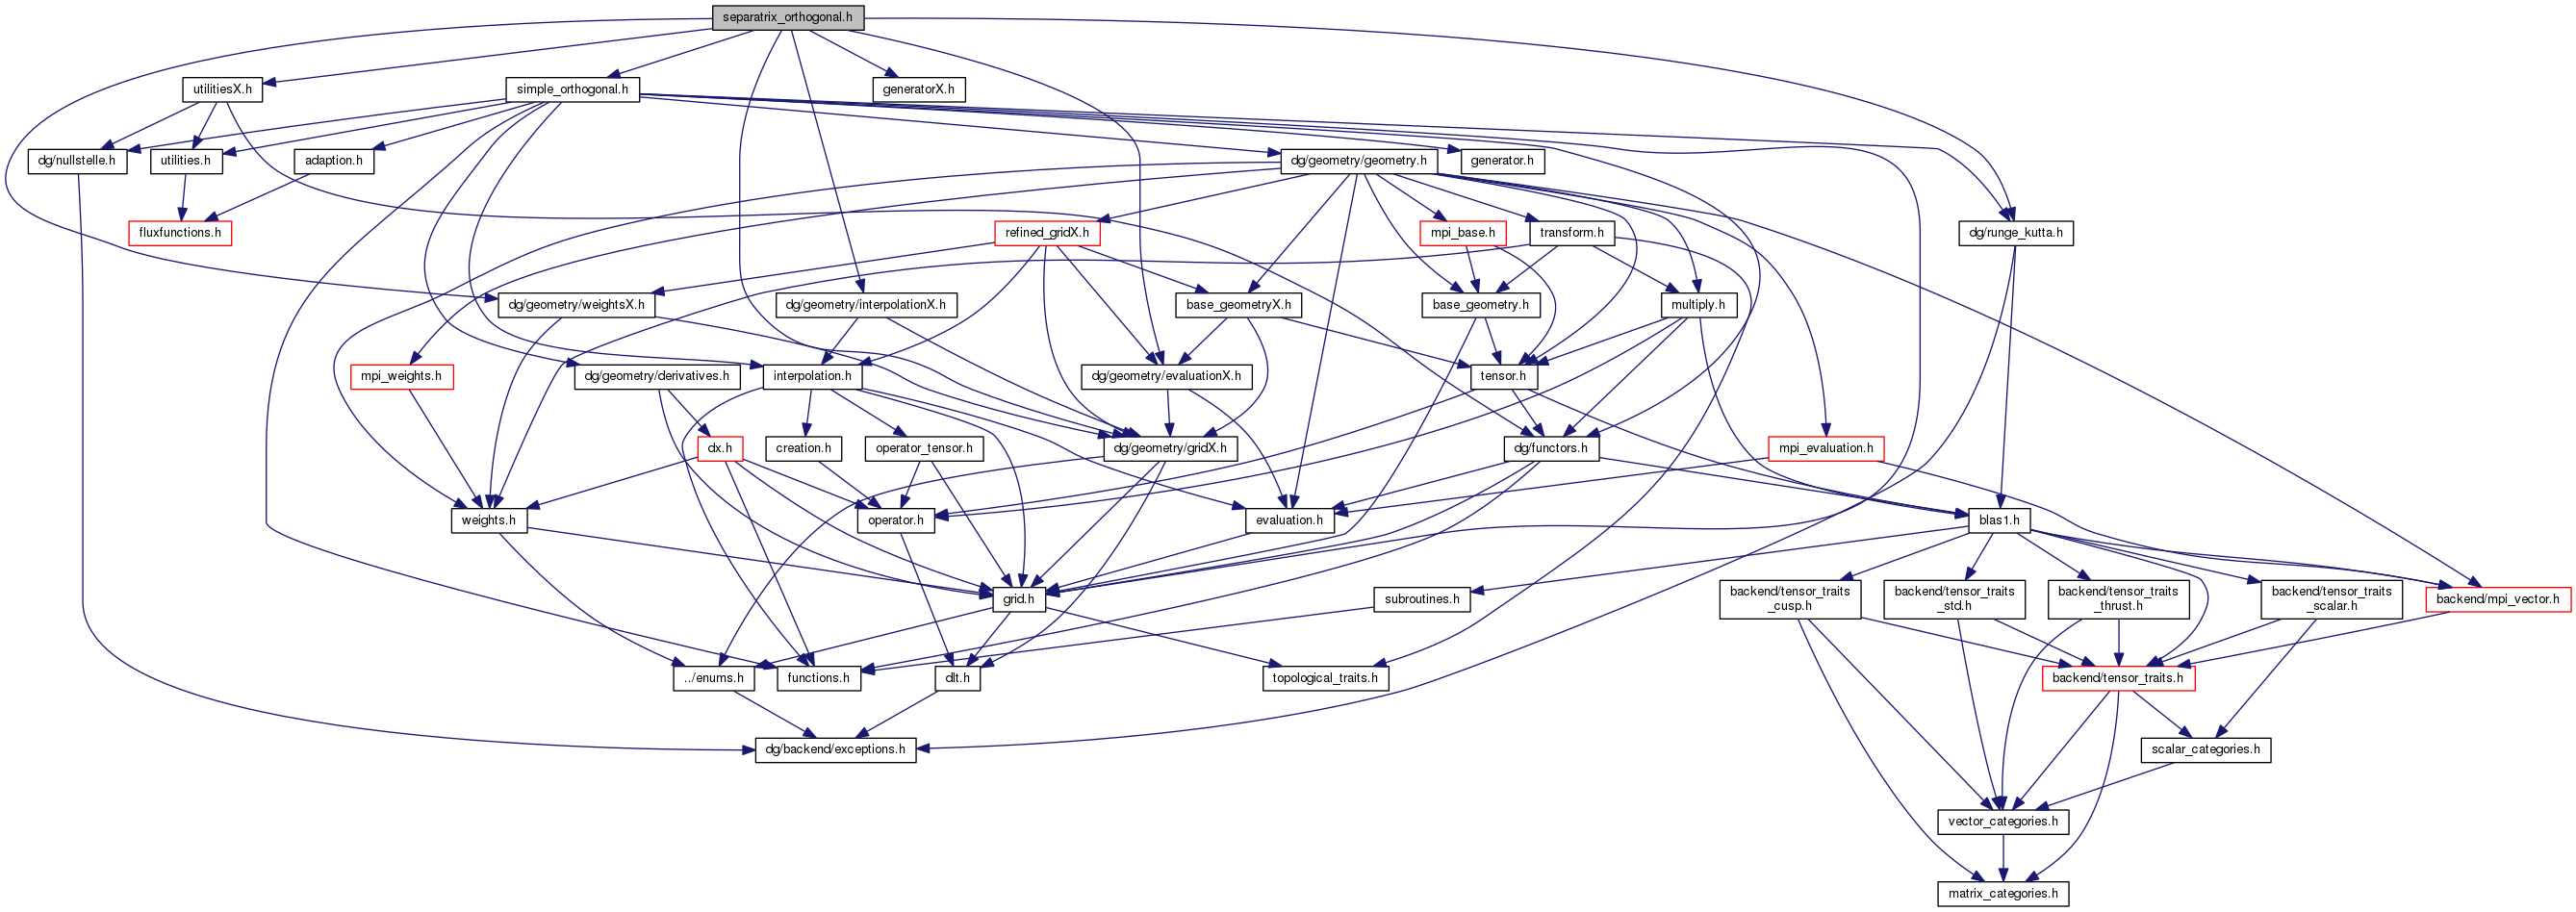 separatrix_orthogonal.h
utilitiesX.h
simple_orthogonal.h
generatorX.h
dg/nullstelle.h
utilities.h
adaption.h
dg/geometry/geometry.h
generator.h
fluxfunctions.h
refined_gridX.h
mpi_base.h
transform.h
dg/runge_kutta.h
dg/geometry/weightsX.h
dg/geometry/interpolationX.h
base_geometryX.h
base_geometry.h
multiply.h
mpi_weights.h
dg/geometry/derivatives.h
interpolation.h
dg/geometry/evaluationX.h
tensor.h
dx.h
creation.h
operator_tensor.h
dg/geometry/gridX.h
dg/functors.h
mpi_evaluation.h
weights.h
operator.h
evaluation.h
blas1.h
grid.h
subroutines.h
backend/tensor_traits
_cusp.h
backend/tensor_traits
_std.h
backend/tensor_traits
_thrust.h
backend/tensor_traits
_scalar.h
backend/mpi_vector.h
../enums.h
functions.h
dlt.h
topological_traits.h
backend/tensor_traits.h
dg/backend/exceptions.h
scalar_categories.h
vector_categories.h
matrix_categories.h